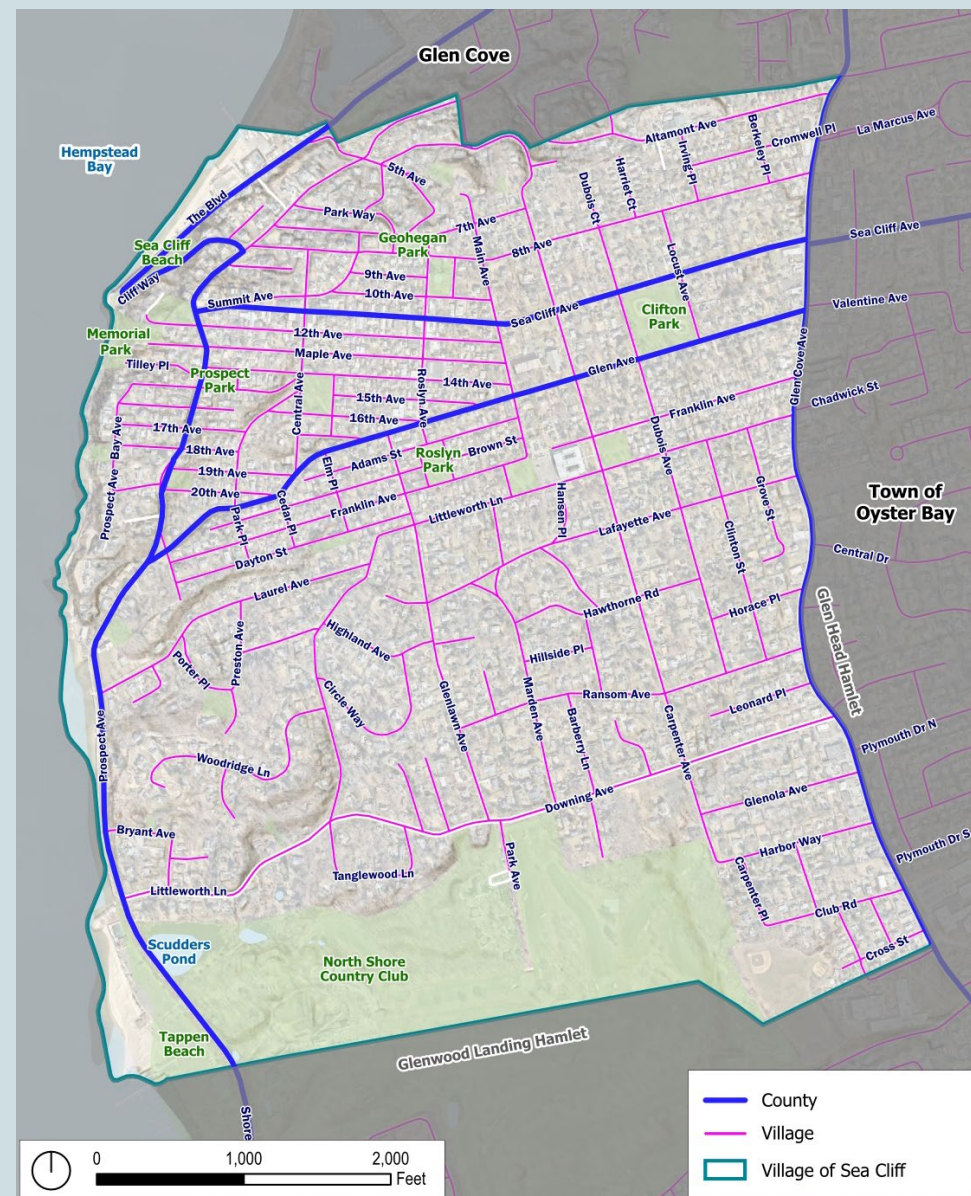 Glen Cove
Hempstead
Bay
The Blvd
5th Ave
Altamont Ave
Berkeley Pl
Cromwell Pl
La Marcus Ave
Irving Pl
Harriet Ct
Dubois Ct
Park Way
7th Ave
Main Ave
8th Ave
Sea Cliff Ave
Sea Cliff
Beach
Geohegan
Park
Cliff Way
9th Ave
10th Ave
Summit Ave
Locust Ave
Sea Cliff Ave
Clifton
Park
Valentine Ave
Memorial
Park
12th Ave
Maple Ave
Tilley Pl
Prospect
Park
14th Ave
Glen Ave
Glen Cove Ave
Central Ave
Roslyn Ave
15th Ave
16th Ave
Franklin Ave
Chadwick St
Bay Ave
17th Ave
18th Ave
19th Ave
20th Ave
Prospect Ave
Adams St
Roslyn
Park
Brown St
Elm Pl
Cedar Pl
Park Pl
Franklin Ave
Littleworth Ln
Dayton St
Hansen Pl
Dubois Ave
Lafayette Ave
Grove St
Clinton St
Town of
Oyster Bay
Central Dr
Laurel Ave
Highland Ave
Preston Ave
Porter Pl
Circle Way
Hawthorne Rd
Horace Pl
Hillside Pl
Glen Head Hamlet
Glenlawn Ave
Marden Ave
Barberry Ln
Ransom Ave
Carpenter Ave
Leonard Pl
Plymouth Dr N
Prospect Ave
Woodridge Ln
Downing Ave
Glenola Ave
Bryant Ave
Harbor Way
Plymouth Dr S
Park Ave
Tanglewood Ln
Littleworth Ln
Carpenter Pl
Club Rd
Cross St
Scudders
Pond
North Shore
Country Club
Tappen
Beach
Glenwood Landing Hamlet
Shore
0 1,000 2,000
Feet
County
Village
Village of Sea Cliff